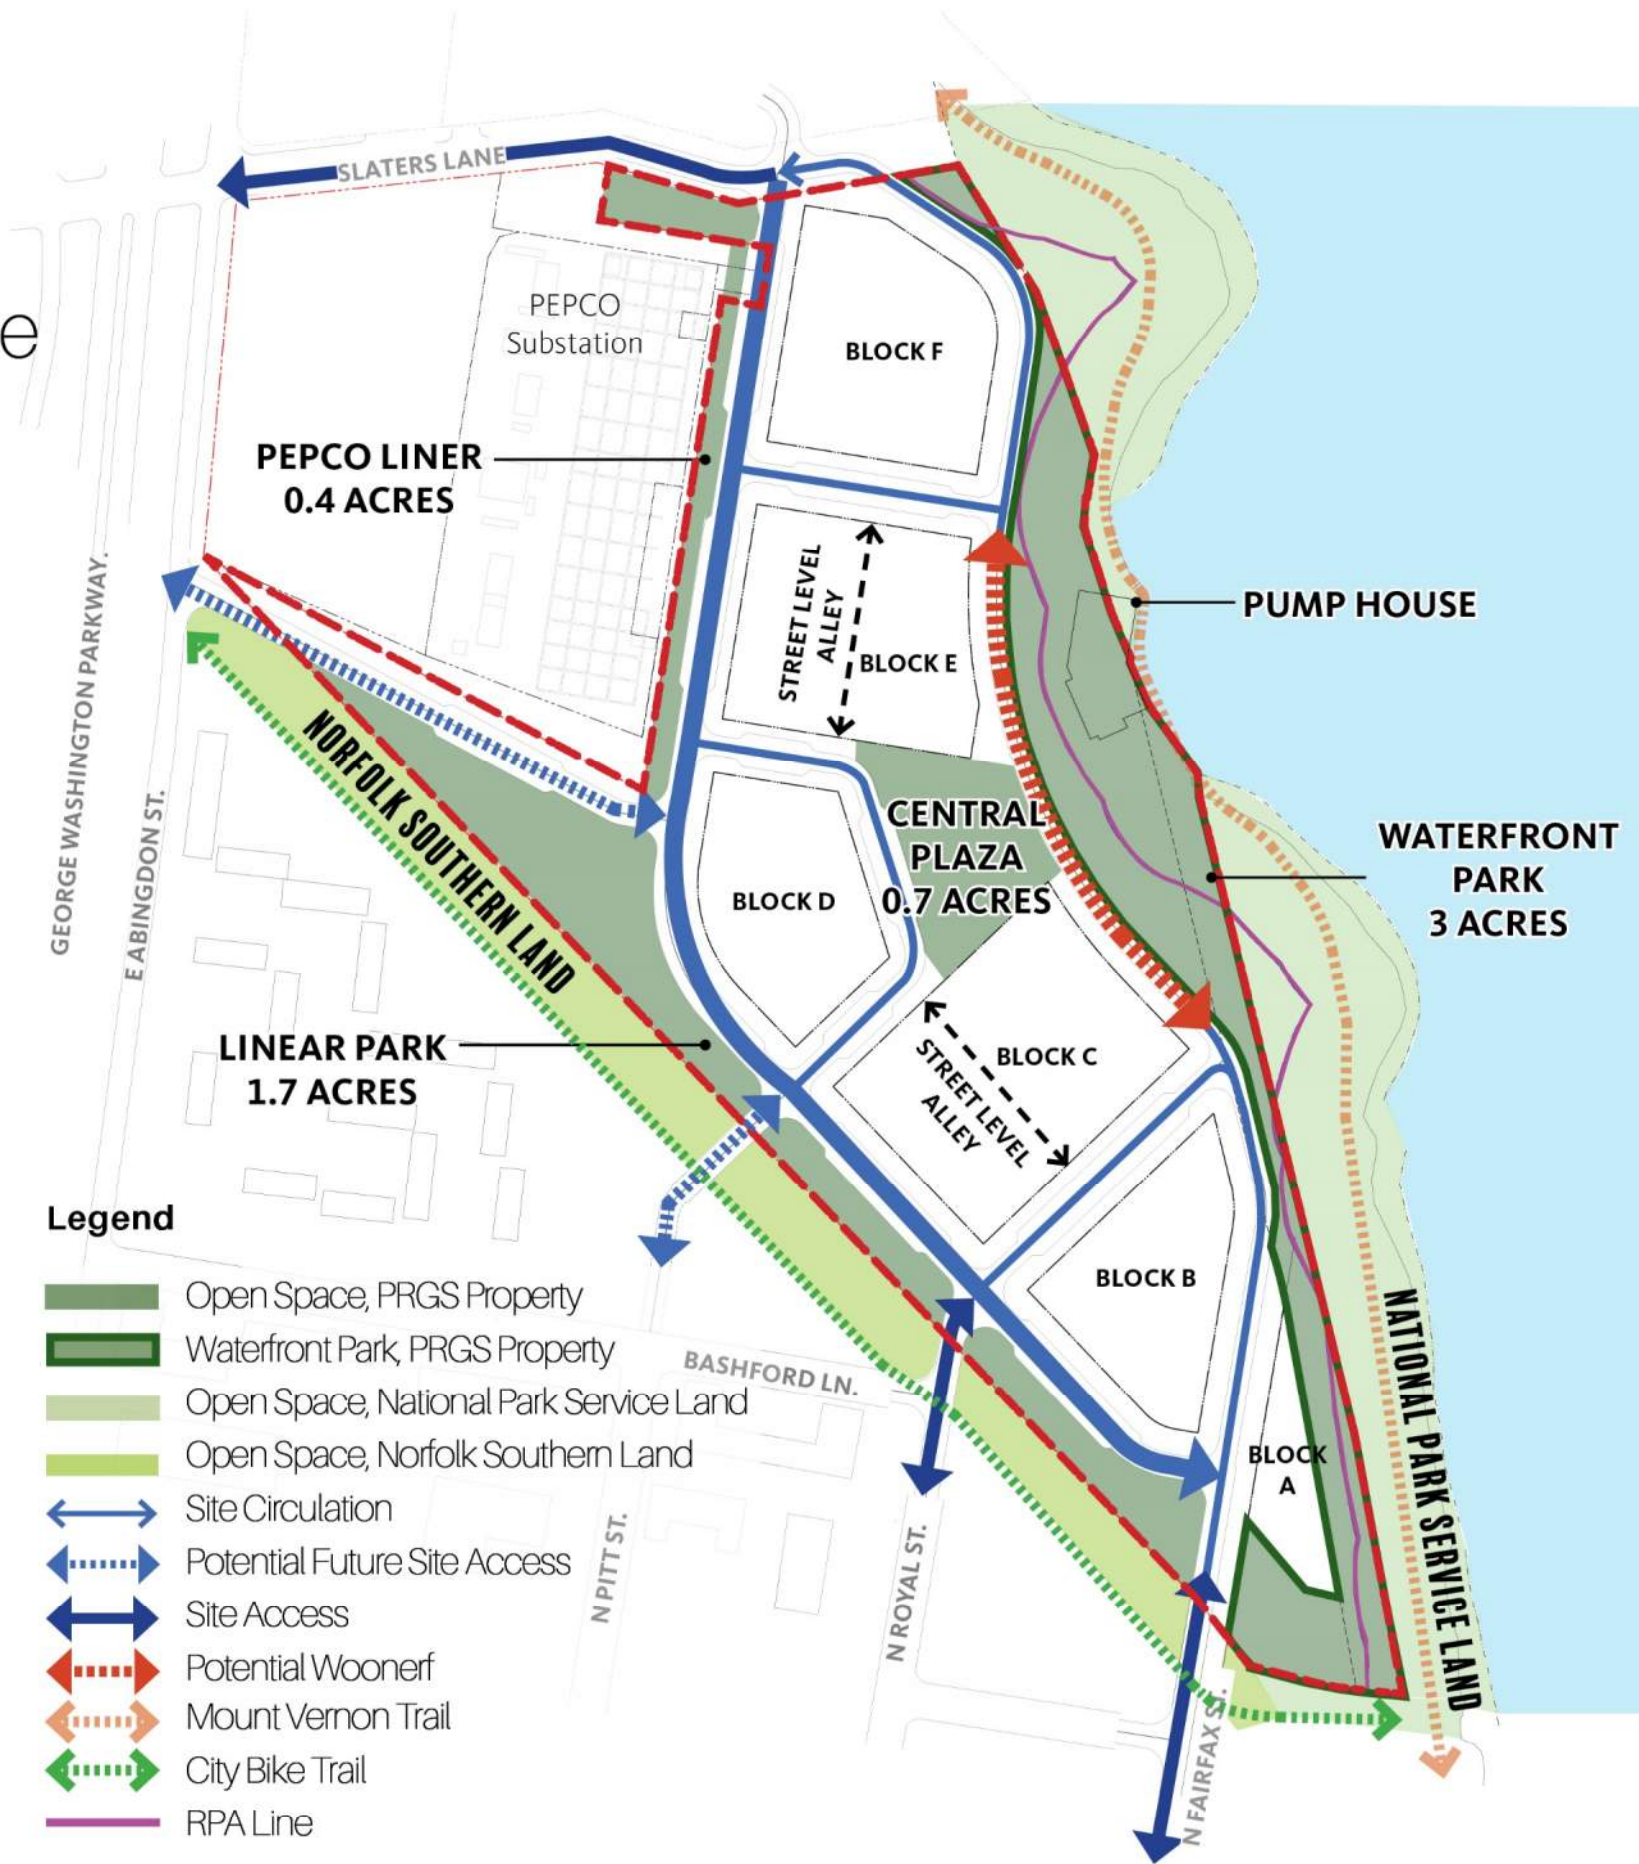 SLATERS LANE
e
PEPCO
Substation
BLOCK F
PEPCO LINER
0.4 ACRES
STREET LEVEL
ALLEY
BLOCK E
PUMP HOUSE
GEORGE WASHINGTON PARKWAY.
E ABINGDON ST.
NORFOLK SOUTHERN LAND
CENTRAL
PLAZA
0.7 ACRES
WATERFRONT
PARK
3 ACRES
BLOCK D
LINEAR PARK
1.7 ACRES
BLOCK C
STREET LEVEL
ALLEY
BLOCK B
BLOCK
A
NATIONAL PARK SERVICE LAND
BASHFORD LN.
N PITT ST.
N ROYAL ST.
N FAIRFAX ST.
Legend
Open Space, PRGS Property
Waterfront Park, PRGS Property
Open Space, National Park Service Land
Open Space, Norfolk Southern Land
Site Circulation
Potential Future Site Access
Site Access
Potential Woonerf
Mount Vernon Trail
City Bike Trail
RPA Line